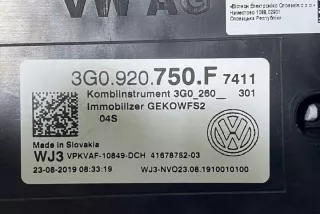 VW AG
3G0.920.750.F 7411
Kombiinstrument 3G0_260__ 301
Immobilizer GEKOWFS2
04S
Made in Slovakia
WJ3 VPKVAF-10849-DCH 41678752-03
23-08-2019 08:33:19 WJ3-NVO23.08.1910010100